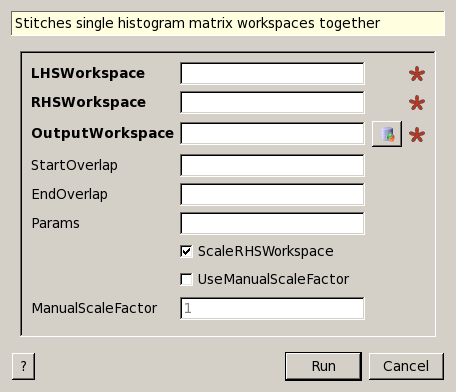 Stitches single histogram matrix workspaces together
LHSWorkspace
RHSWorkspace
OutputWorkspace
StartOverlap
EndOverlap
Params
ScaleRHSWorkspace
UseManualScaleFactor
ManualScaleFactor 1
? Run Cancel